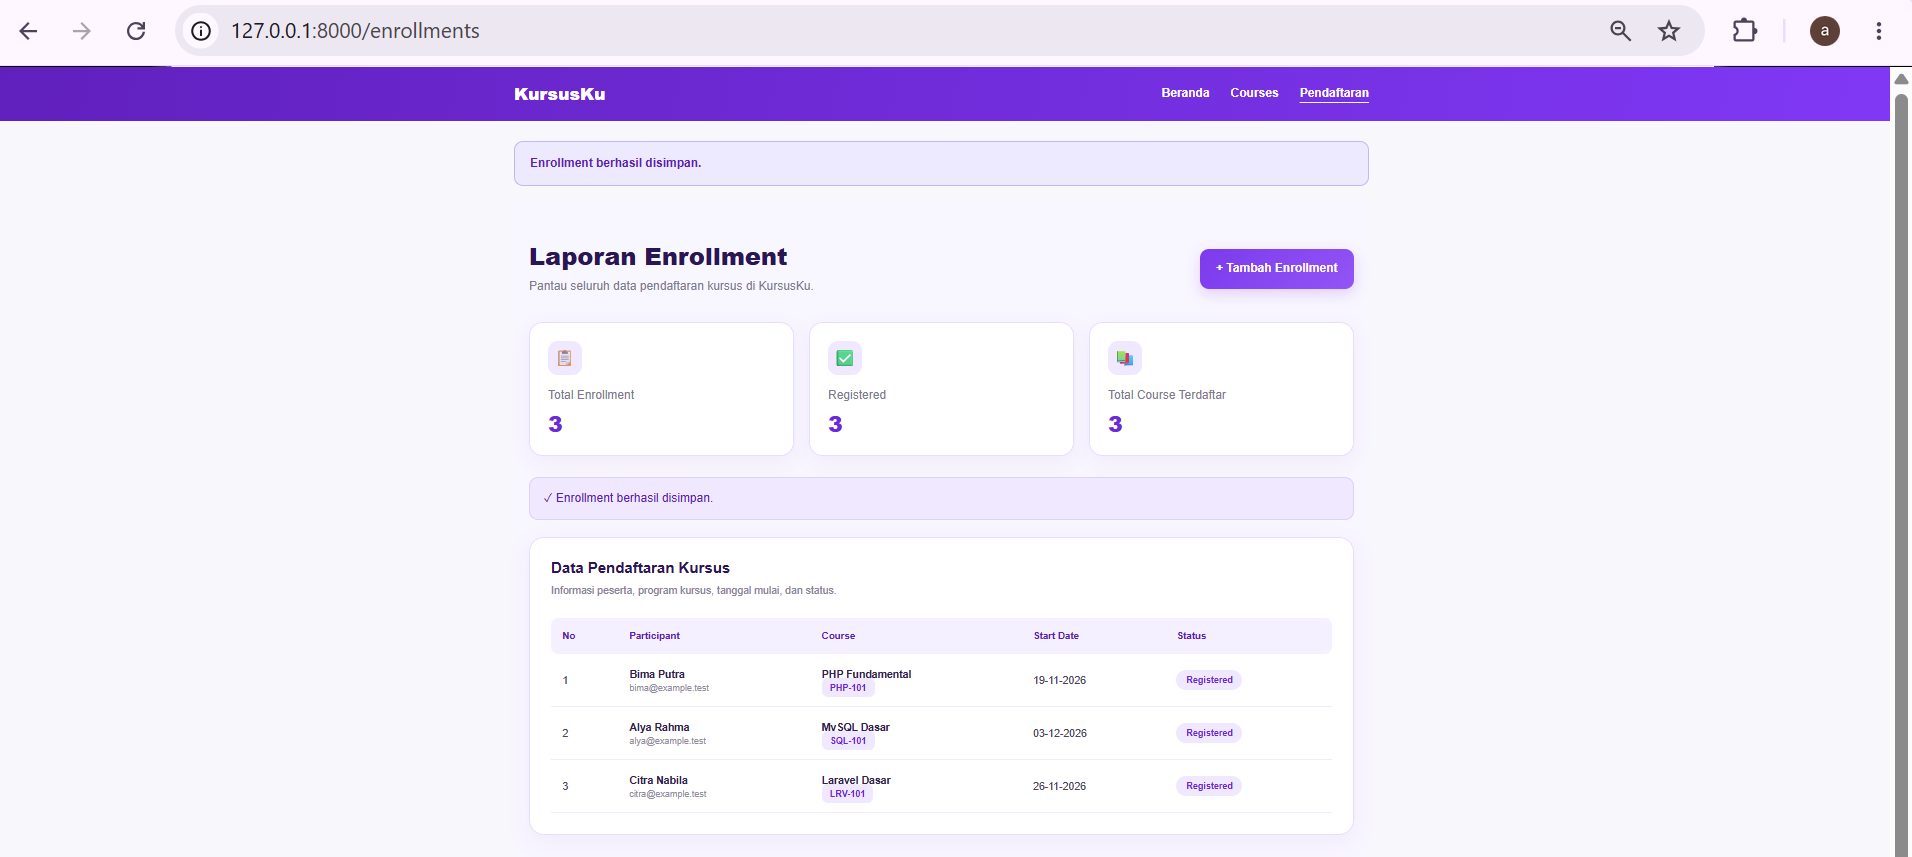 127.0.0.1:8000/enrollments
a
KursusKu
Beranda Courses Pendaftaran
Enrollment berhasil disimpan.
Laporan Enrollment
+ Tambah Enrollment
Pantau seluruh data pendaftaran kursus di KursusKu.
Total Enrollment
3
Registered
3
Total Course Terdaftar
3
✓ Enrollment berhasil disimpan.
Data Pendaftaran Kursus
Informasi peserta, program kursus, tanggal mulai, dan status.
No Participant Course Start Date Status
1 Bima Putra PHP Fundamental 19-11-2026 Registered
bima@example.test PHP-101
2 Alya Rahma MySQL Dasar 03-12-2026 Registered
alya@example.test SQL-101
3 Citra Nabila Laravel Dasar 26-11-2026 Registered
citra@example.test LRV-101